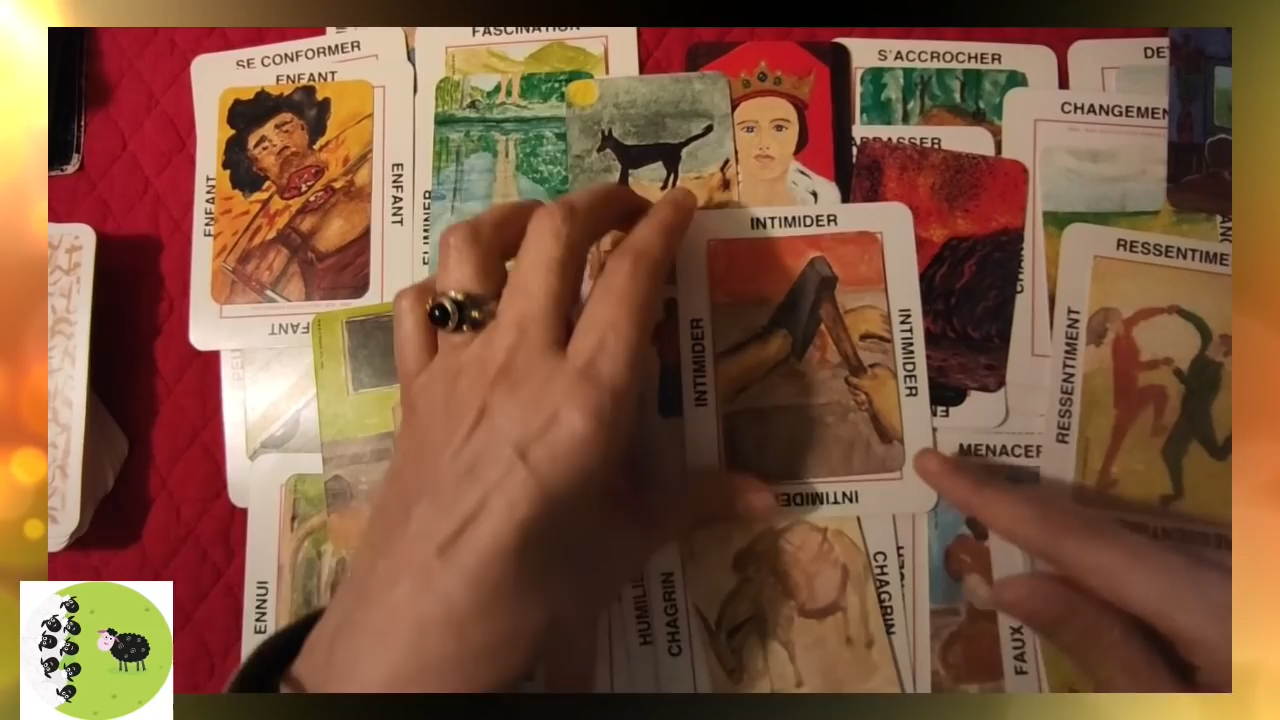 FASCINATION
SE CONFORMER
S'ACCROCHER
ENFANT
CHANGEMEN
ENFANT
ENFANT
INTIMIDER
RESSENTIME
INTIMIDER
INTIMIDER
RESSENTIMENT
MENACER
INTIMIDER
ENNUI
CHAGRIN
CHAGRIN
FAUX